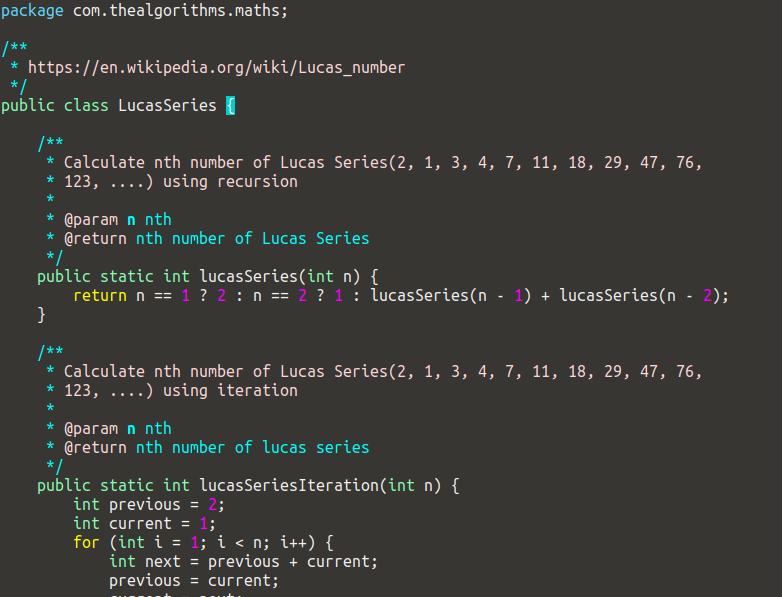 package com.thealgorithms.maths;
/**
 * https://en.wikipedia.org/wiki/Lucas_number
 */
public class LucasSeries {
    /**
     * Calculate nth number of Lucas Series(2, 1, 3, 4, 7, 11, 18, 29, 47, 76,
     * 123, ....) using recursion
     *
     * @param n nth
     * @return nth number of Lucas Series
     */
    public static int lucasSeries(int n) {
        return n == 1 ? 2 : n == 2 ? 1 : lucasSeries(n - 1) + lucasSeries(n - 2);
    }
    /**
     * Calculate nth number of Lucas Series(2, 1, 3, 4, 7, 11, 18, 29, 47, 76,
     * 123, ....) using iteration
     *
     * @param n nth
     * @return nth number of lucas series
     */
    public static int lucasSeriesIteration(int n) {
        int previous = 2;
        int current = 1;
        for (int i = 1; i < n; i++) {
            int next = previous + current;
            previous = current;